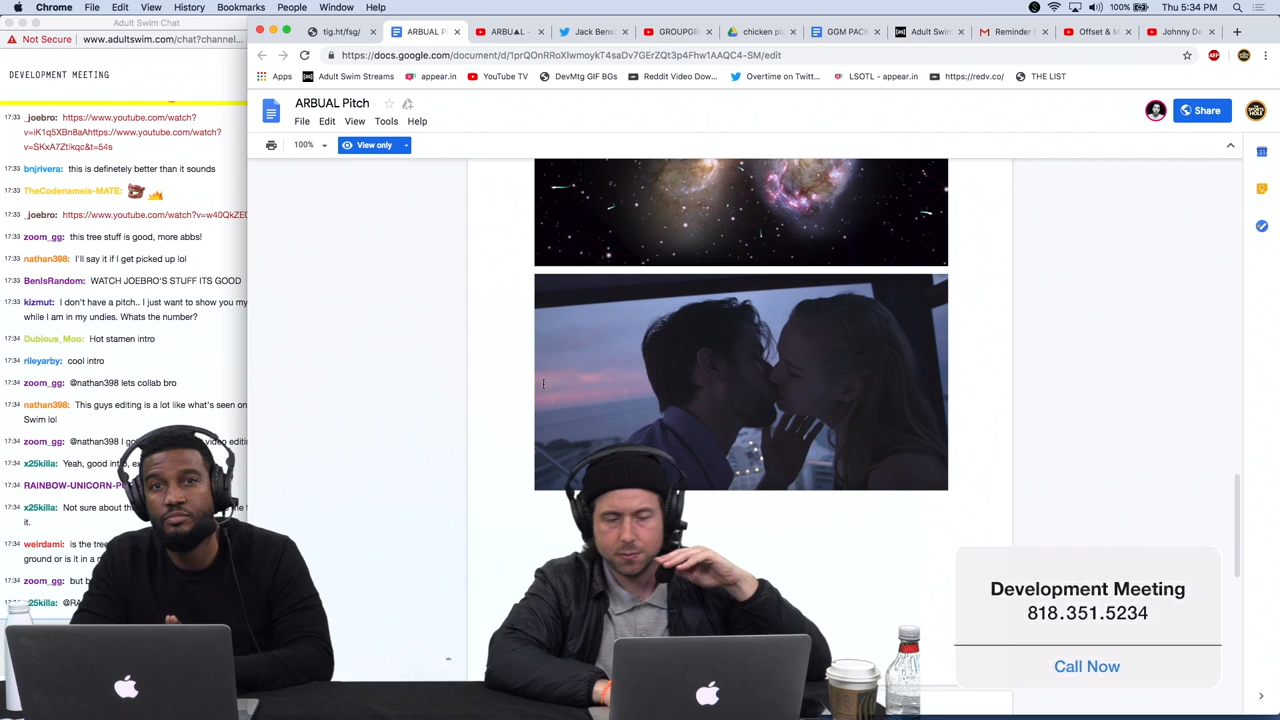 Chrome File Edit View History Bookmarks People Window Help
100% Thu 5:34 PM
Adult Swim Chat
Not Secure www.adultswim.com/chat?channel...
DEVELOPMENT MEETING
_joebro: https://www.youtube.com/watch?
v=iK1q5XBn8aAhttps://www.youtube.com/watch?
v=SKxA7Ztikqc&t=54s
17:33 bnjrivera: this is definetely better than it sounds
17:33 TheCodenameis-MATE:
17:33 _joebro: https://www.youtube.com/watch?v=w40QkZE
17:33 zoom_gg: this tree stuff is good, more abbs!
17:33 nathan398: I'll say it if I get picked up lol
17:33 BenIsRandom: WATCH JOEBRO'S STUFF ITS GOOD
17:33 kizmut: I don't have a pitch.. I just want to show you my
while I am in my undies. Whats the number?
17:34 Dubious_Moo: Hot stamen intro
17:34 rileyarby: cool intro
17:34 zoom_gg: @nathan398 lets collab bro
17:34 nathan398: This guys editing is a lot like what's seen on
Swim lol
17:34 zoom_gg: @nathan398 I
17:34 x25killa: Yeah, good
17:34 RAINBOW-UNICORN-
17:34 x25killa: Not sure about
it.
17:34 weirdami: is the
ground or is it in a
17:34 zoom_gg: but
tig.ht/fsg/ ARBUAL P ARBUAL - Jack Bensi GROUPGR chicken pl GGM PAC Adult Swim Reminder Offset & M Johnny De
https://docs.google.com/document/d/1prQOnRRoXIwmoykT4saDv7GErZQt3p4Fhw1AAQC4-SM/edit
Apps Adult Swim Streams appear.in YouTube TV DevMtg GIF BGs Reddit Video Dow... Overtime on Twitt... LSOTL - appear.in https://redv.co/ THE LIST
ARBUAL Pitch
File Edit View Tools Help
Share
100% View only
Development Meeting
818.351.5234
Call Now